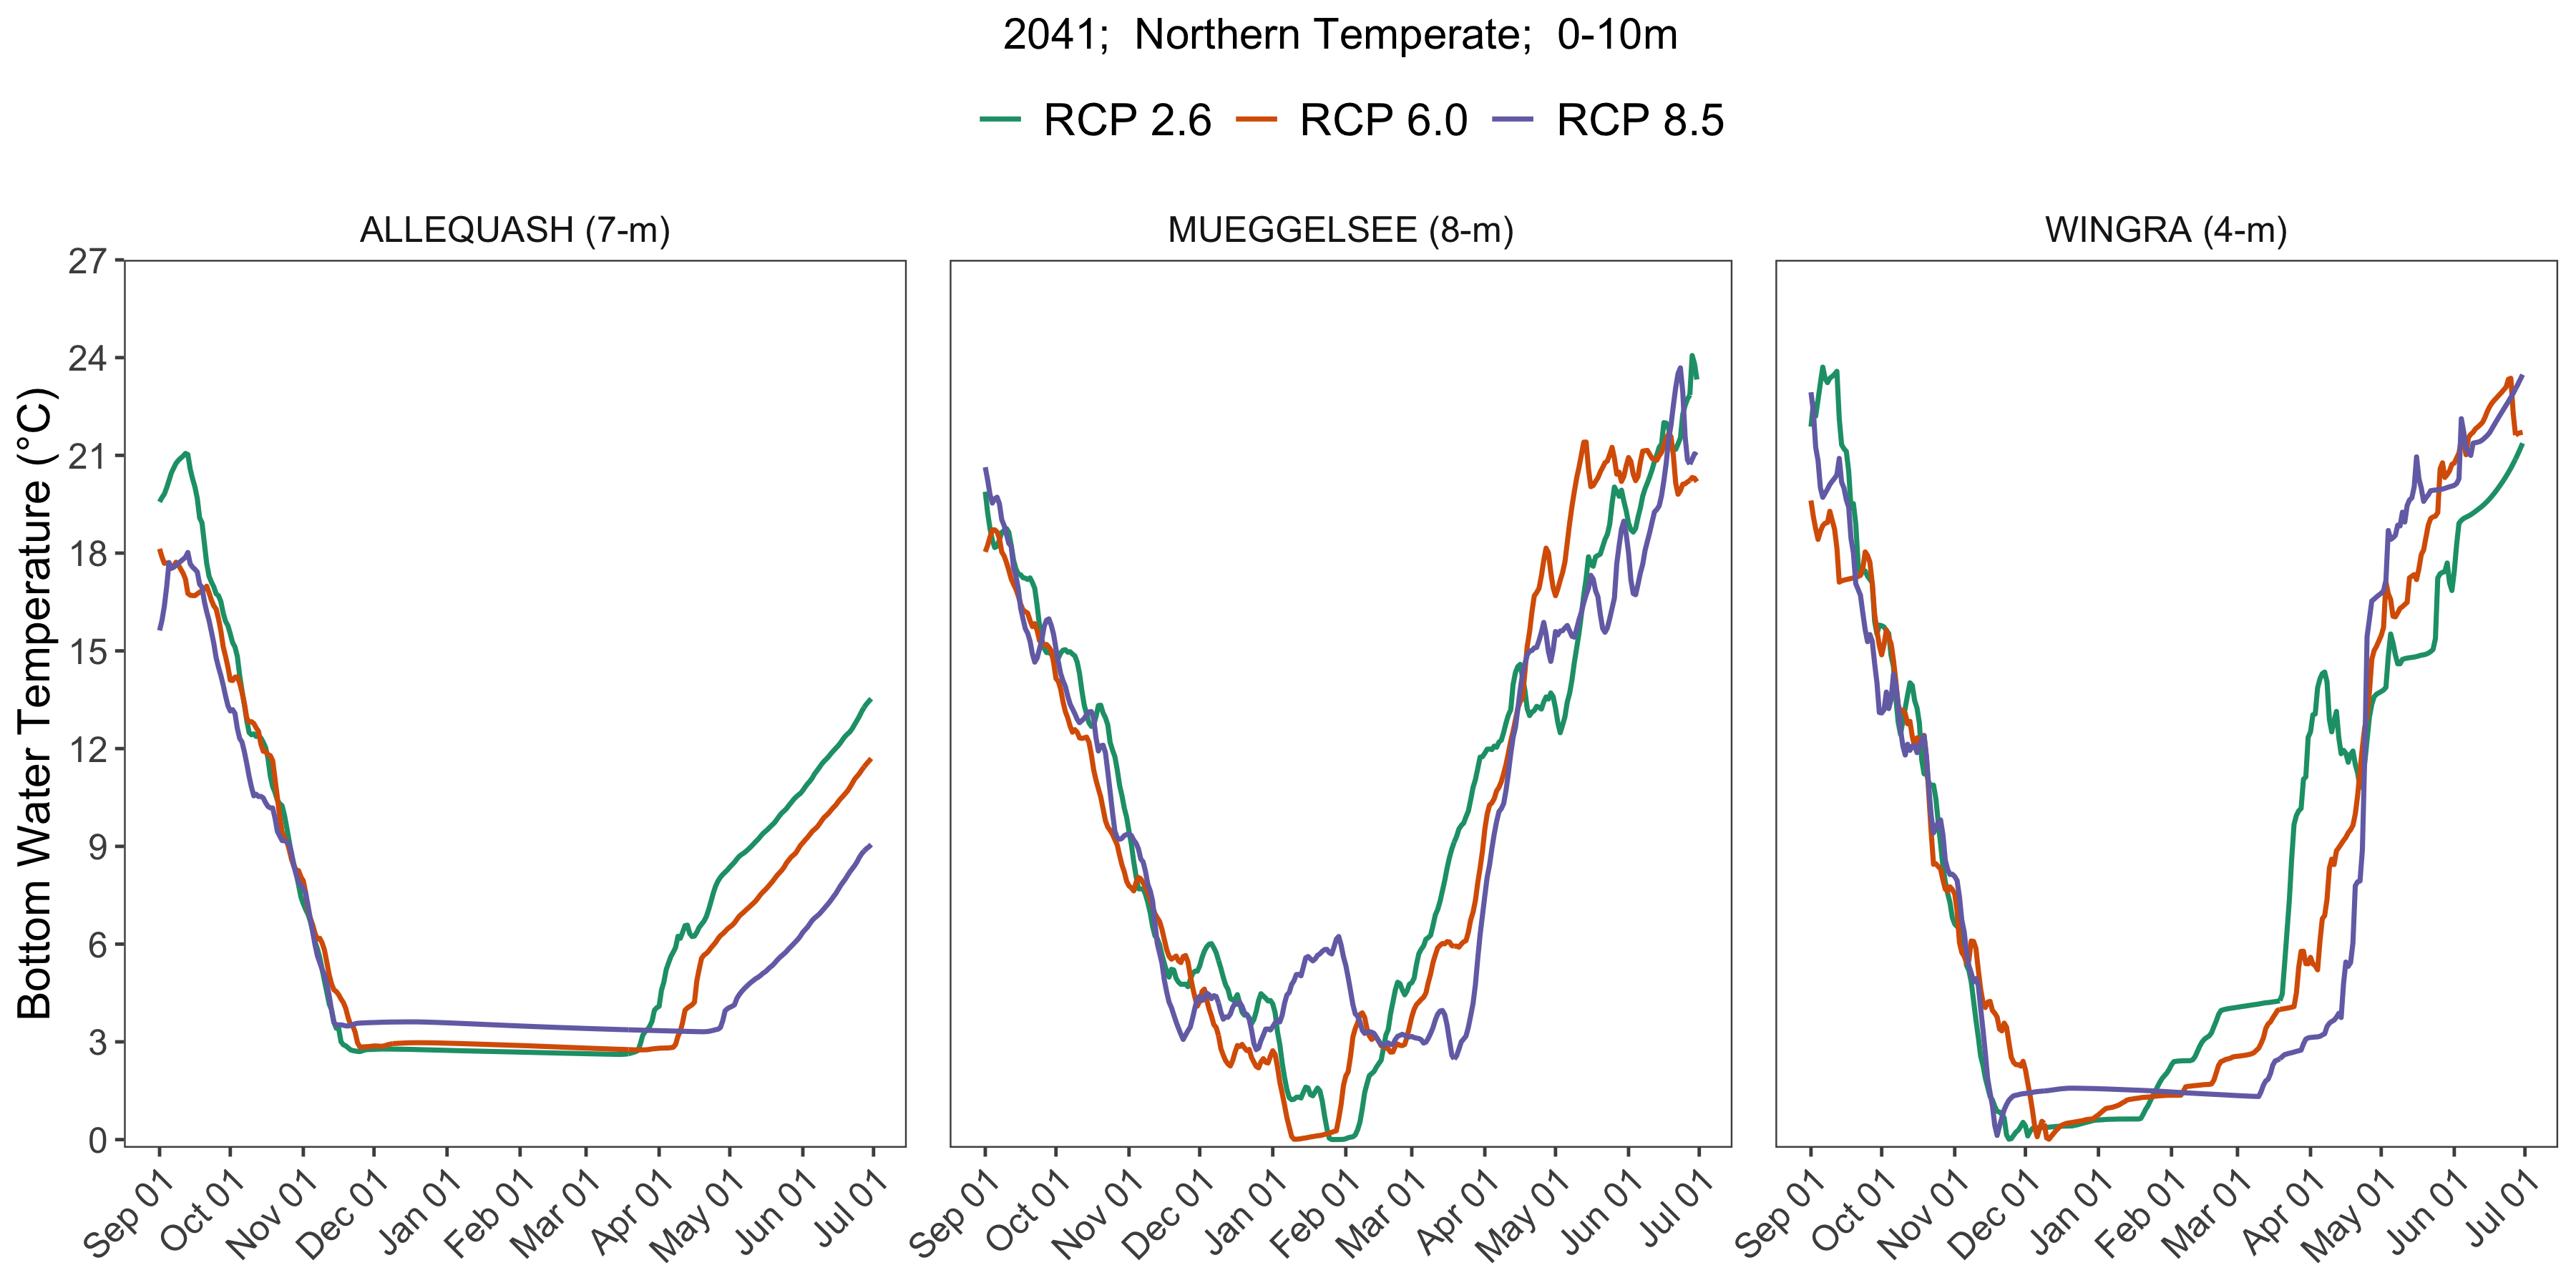 2041;  Northern Temperate;  0-10m
RCP 2.6 RCP 6.0 RCP 8.5
ALLEQUASH (7-m) MUEGGELSEE (8-m) WINGRA (4-m)
Bottom Water Temperature (°C)
27
24
21
18
15
12
9
6
3
0
Sep 01 Oct 01 Nov 01 Dec 01 Jan 01 Feb 01 Mar 01 Apr 01 May 01 Jun 01 Jul 01
Sep 01 Oct 01 Nov 01 Dec 01 Jan 01 Feb 01 Mar 01 Apr 01 May 01 Jun 01 Jul 01
Sep 01 Oct 01 Nov 01 Dec 01 Jan 01 Feb 01 Mar 01 Apr 01 May 01 Jun 01 Jul 01